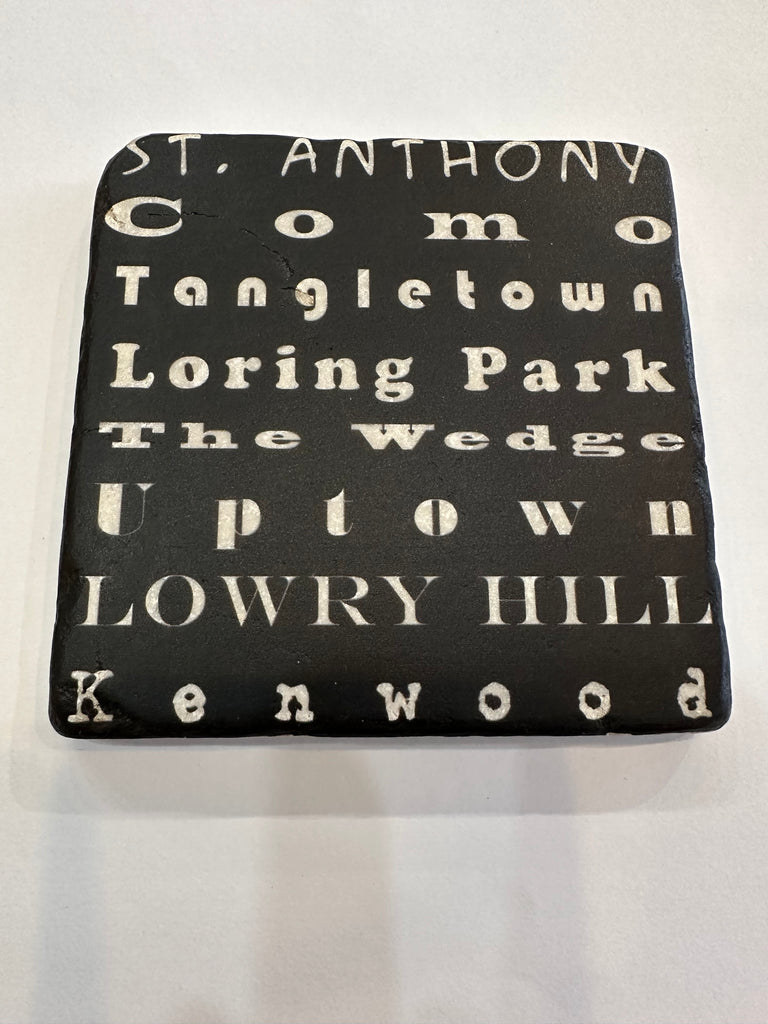 ST. ANTHONY
Como
Tangletown
Loring Park
The Wedge
Uptown
LOWRY HILL
Kenwood